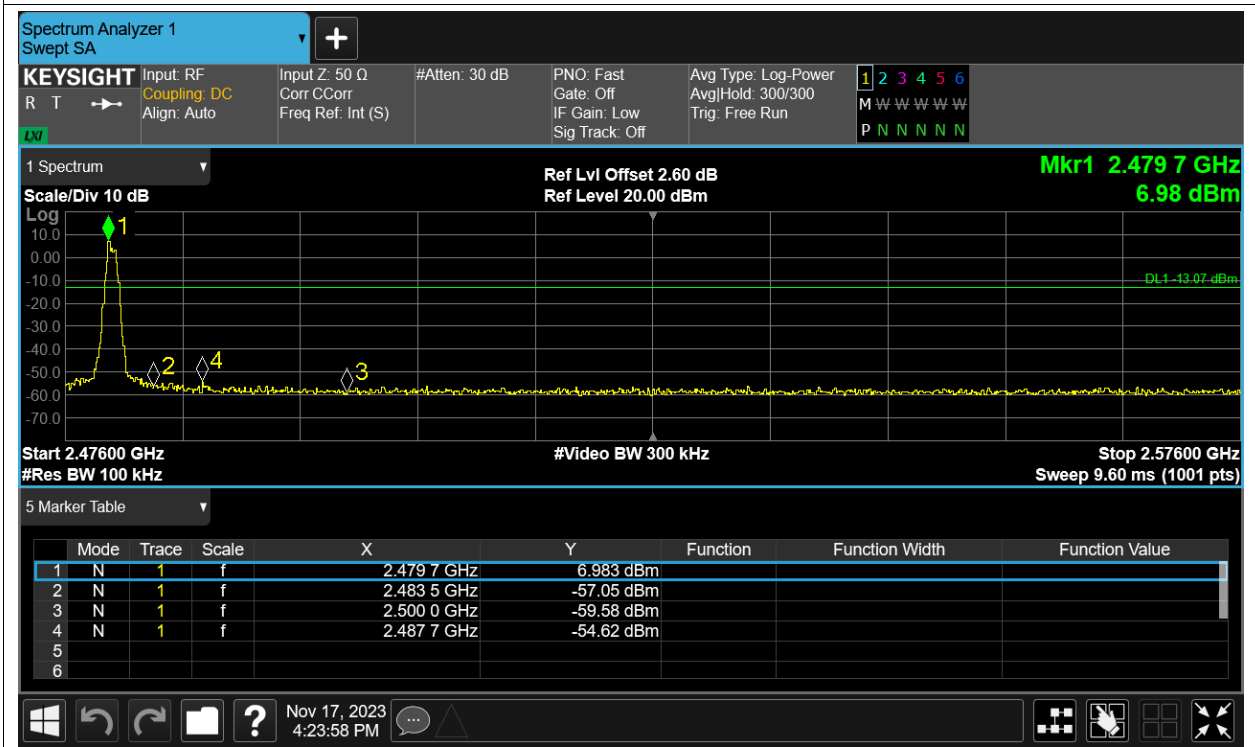 Spectrum Analyzer 1
Swept SA
+
KEYSIGHT Input: RF Input Z: 50 Ω #Atten: 30 dB PNO: Fast Avg Type: Log-Power 1 2 3 4 5 6
R T Coupling: DC Corr CCorr Gate: Off Avg|Hold: 300/300 M W W W W W W
Align: Auto Freq Ref: Int (S) IF Gain: Low Trig: Free Run
LXI Sig Track: Off P N N N N N N
1 Spectrum Ref Lvl Offset 2.60 dB Mkr1 2.479 7 GHz
Scale/Div 10 dB Ref Level 20.00 dBm 6.98 dBm
Log
1
10.0
0.00
-10.0 DL1 -13.07 dBm
-20.0
-30.0
-40.0
2 4 3
-50.0
-60.0
-70.0
Start 2.47600 GHz #Video BW 300 kHz Stop 2.57600 GHz
#Res BW 100 kHz Sweep 9.60 ms (1001 pts)
5 Marker Table
Mode Trace Scale X Y Function Function Width Function Value
1 N 1 f 2.479 7 GHz 6.983 dBm
2 N 1 f 2.483 5 GHz -57.05 dBm
3 N 1 f 2.500 0 GHz -59.58 dBm
4 N 1 f 2.487 7 GHz -54.62 dBm
5
6
? Nov 17, 2023
4:23:58 PM